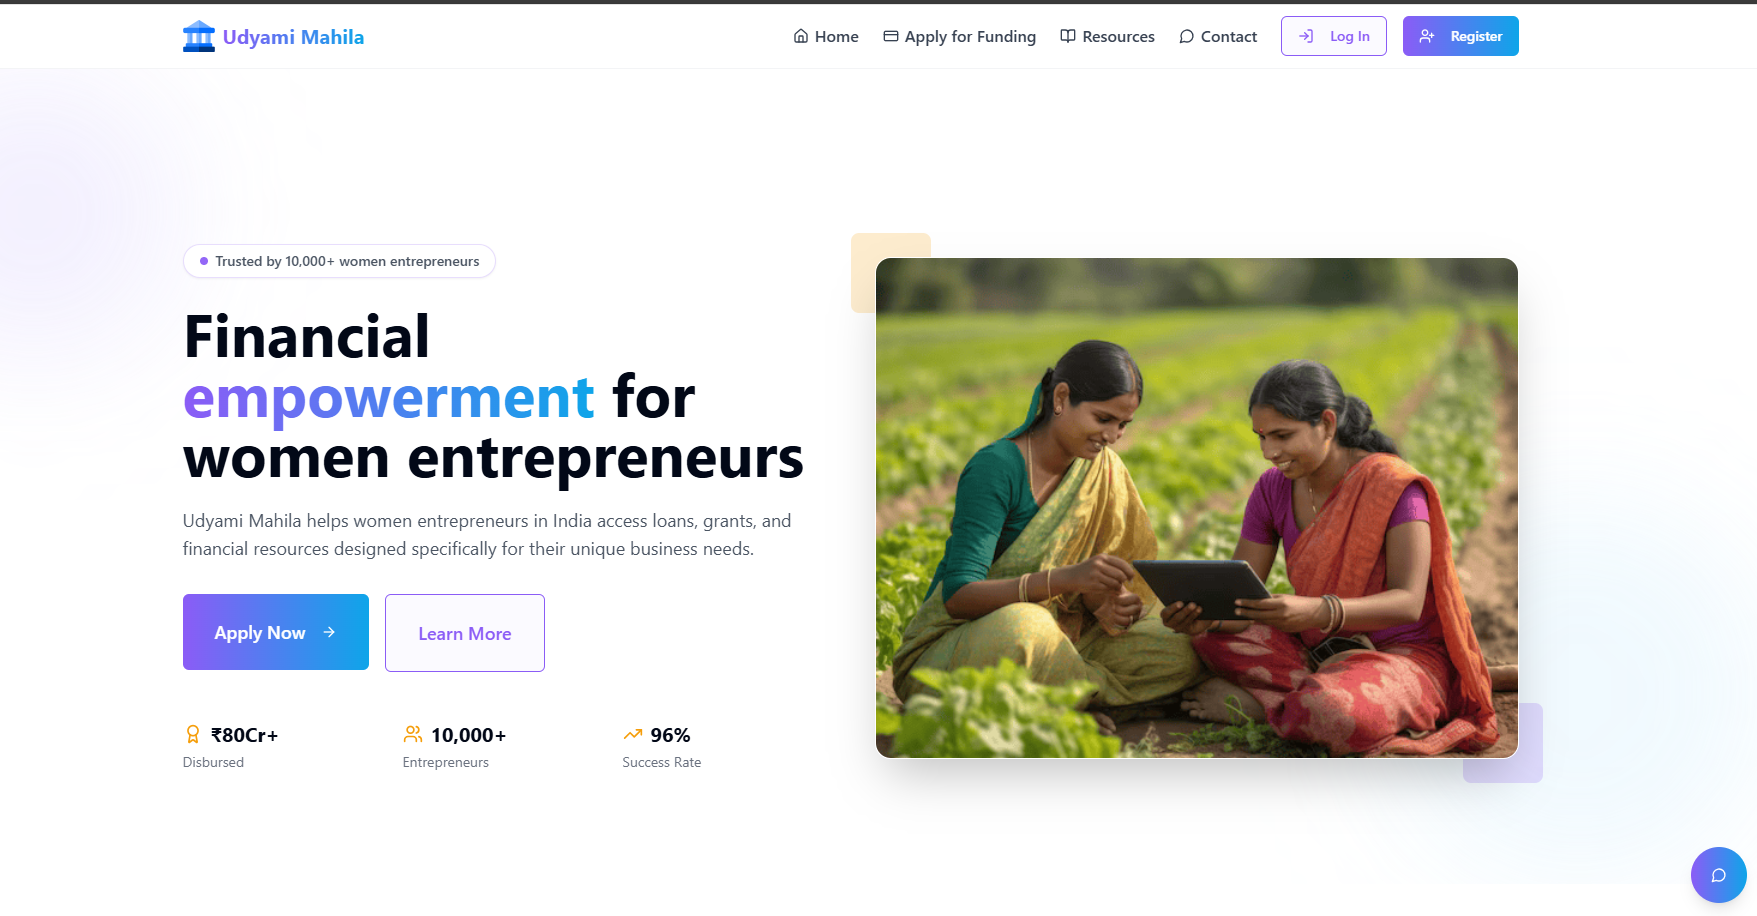 Udyami Mahila
Home
Apply for Funding
Resources
Contact
Log In
Register
Trusted by 10,000+ women entrepreneurs
Financial
empowerment for
women entrepreneurs
Udyami Mahila helps women entrepreneurs in India access loans, grants, and
financial resources designed specifically for their unique business needs.
Apply Now
Learn More
₹80Cr+
Disbursed
10,000+
Entrepreneurs
96%
Success Rate